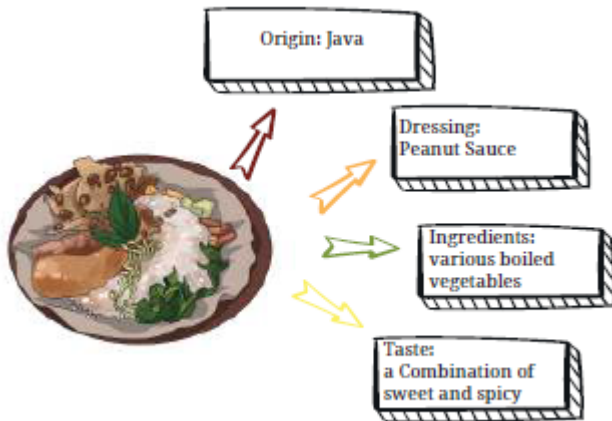 Origin: Java
Dressing:
Peanut Sauce
Ingredients:
various boiled
vegetables
Taste:
a Combination of
sweet and spicy